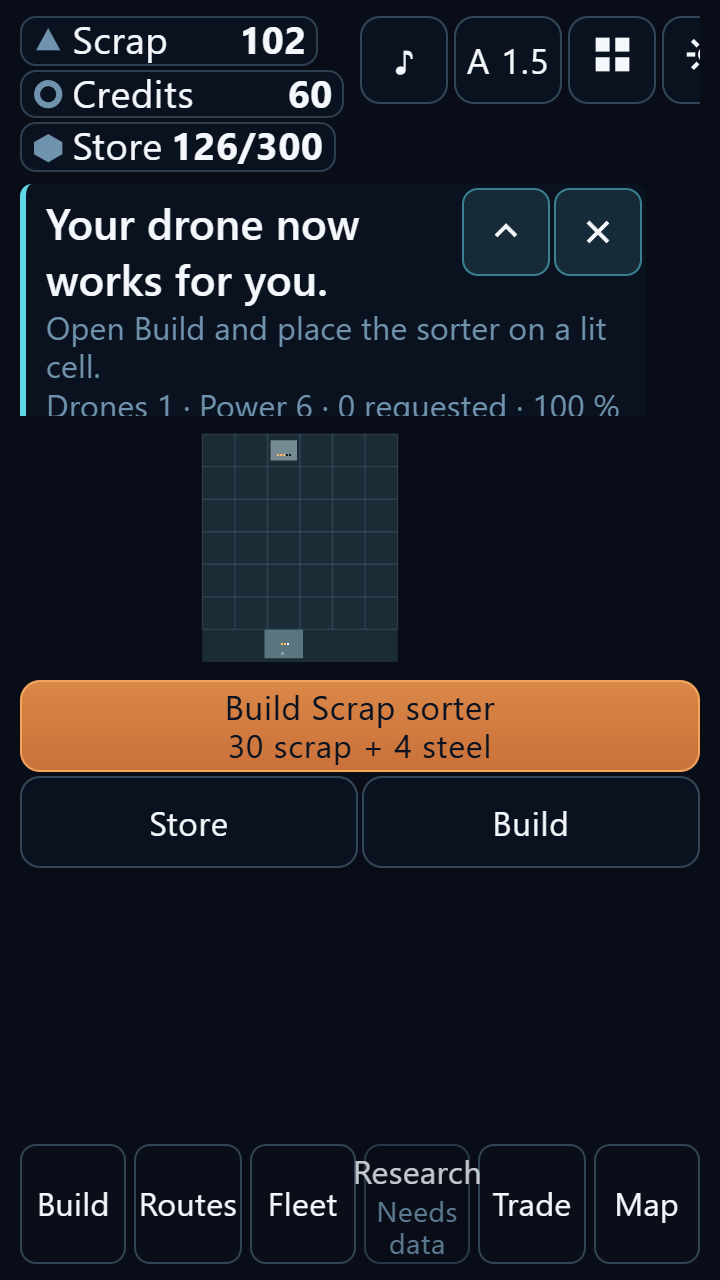 Scrap 102
Credits 60
Store 126/300
A 1.5
Your drone now
works for you.
Open Build and place the sorter on a lit
cell.
Drones 1 · Power 6 · 0 requested · 100 %
Build Scrap sorter
30 scrap + 4 steel
Store
Build
Build
Routes
Fleet
Research
Needs
data
Trade
Map